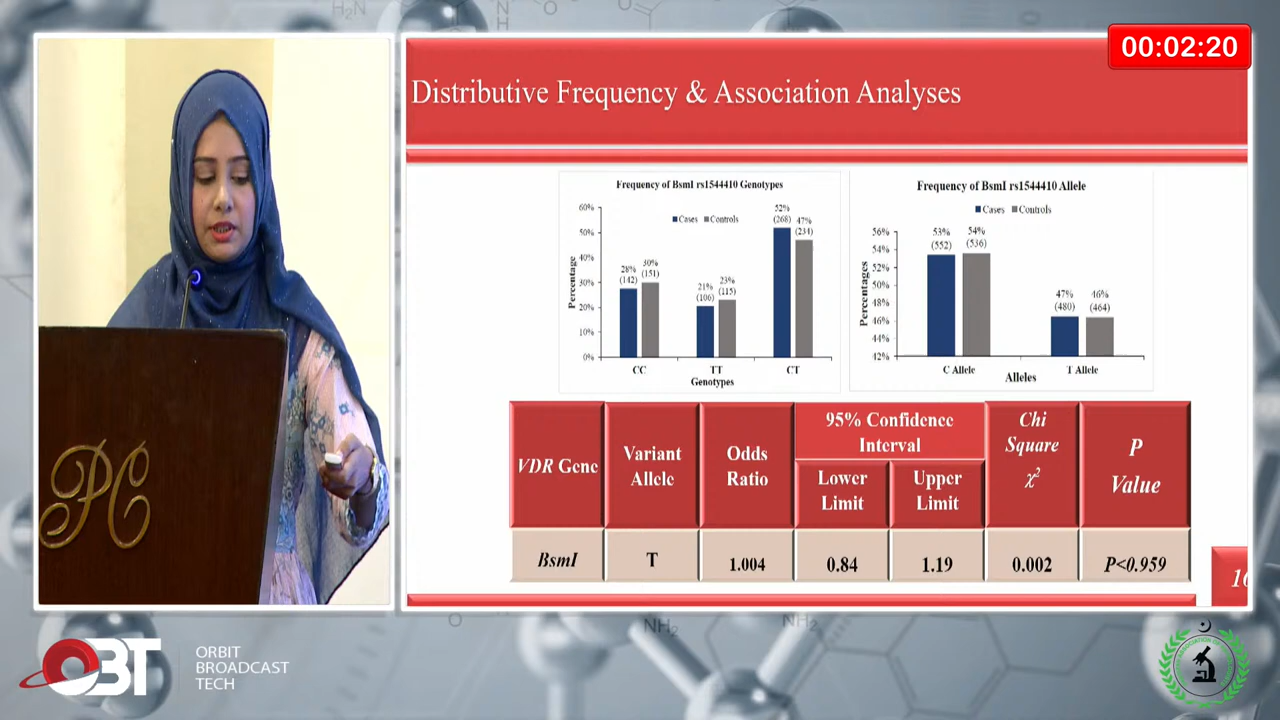 00:02:20
Distributive Frequency & Association Analyses
Frequency of BsmI rs1544410 Genotypes
Cases Controls
60%
50%
40%
30%
20%
10%
0%
Percentage
28%
(142)
30%
(151)
21%
(106)
23%
(115)
52%
(268)
47%
(234)
CC TT CT
Genotypes
Frequency of BsmI rs1544410 Allele
Cases Controls
56%
54%
52%
50%
48%
46%
44%
42%
Percentages
53%
(552)
54%
(536)
47%
(480)
46%
(464)
C Allele T Allele
Alleles
VDR Gene
Variant
Allele
Odds
Ratio
95% Confidence
Interval
Lower
Limit
Upper
Limit
Chi
Square
χ²
P
Value
BsmI T 1.004 0.84 1.19 0.002 P<0.959
PC
OBT
ORBIT
BROADCAST
TECH
NH₂
NH₂